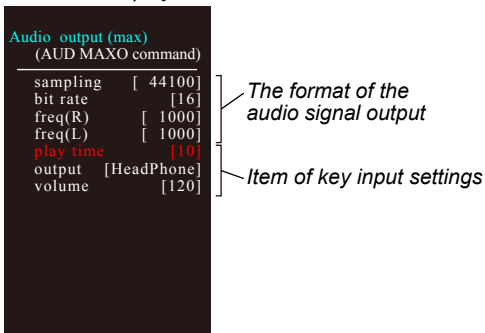 Audio output (max)
(AUD MAXO command)
sampling [ 44100]
bit rate [16]
freq(R) [ 1000]
freq(L) [ 1000]
play time [10]
output [HeadPhone]
volume [120]
The format of the
audio signal output
Item of key input settings